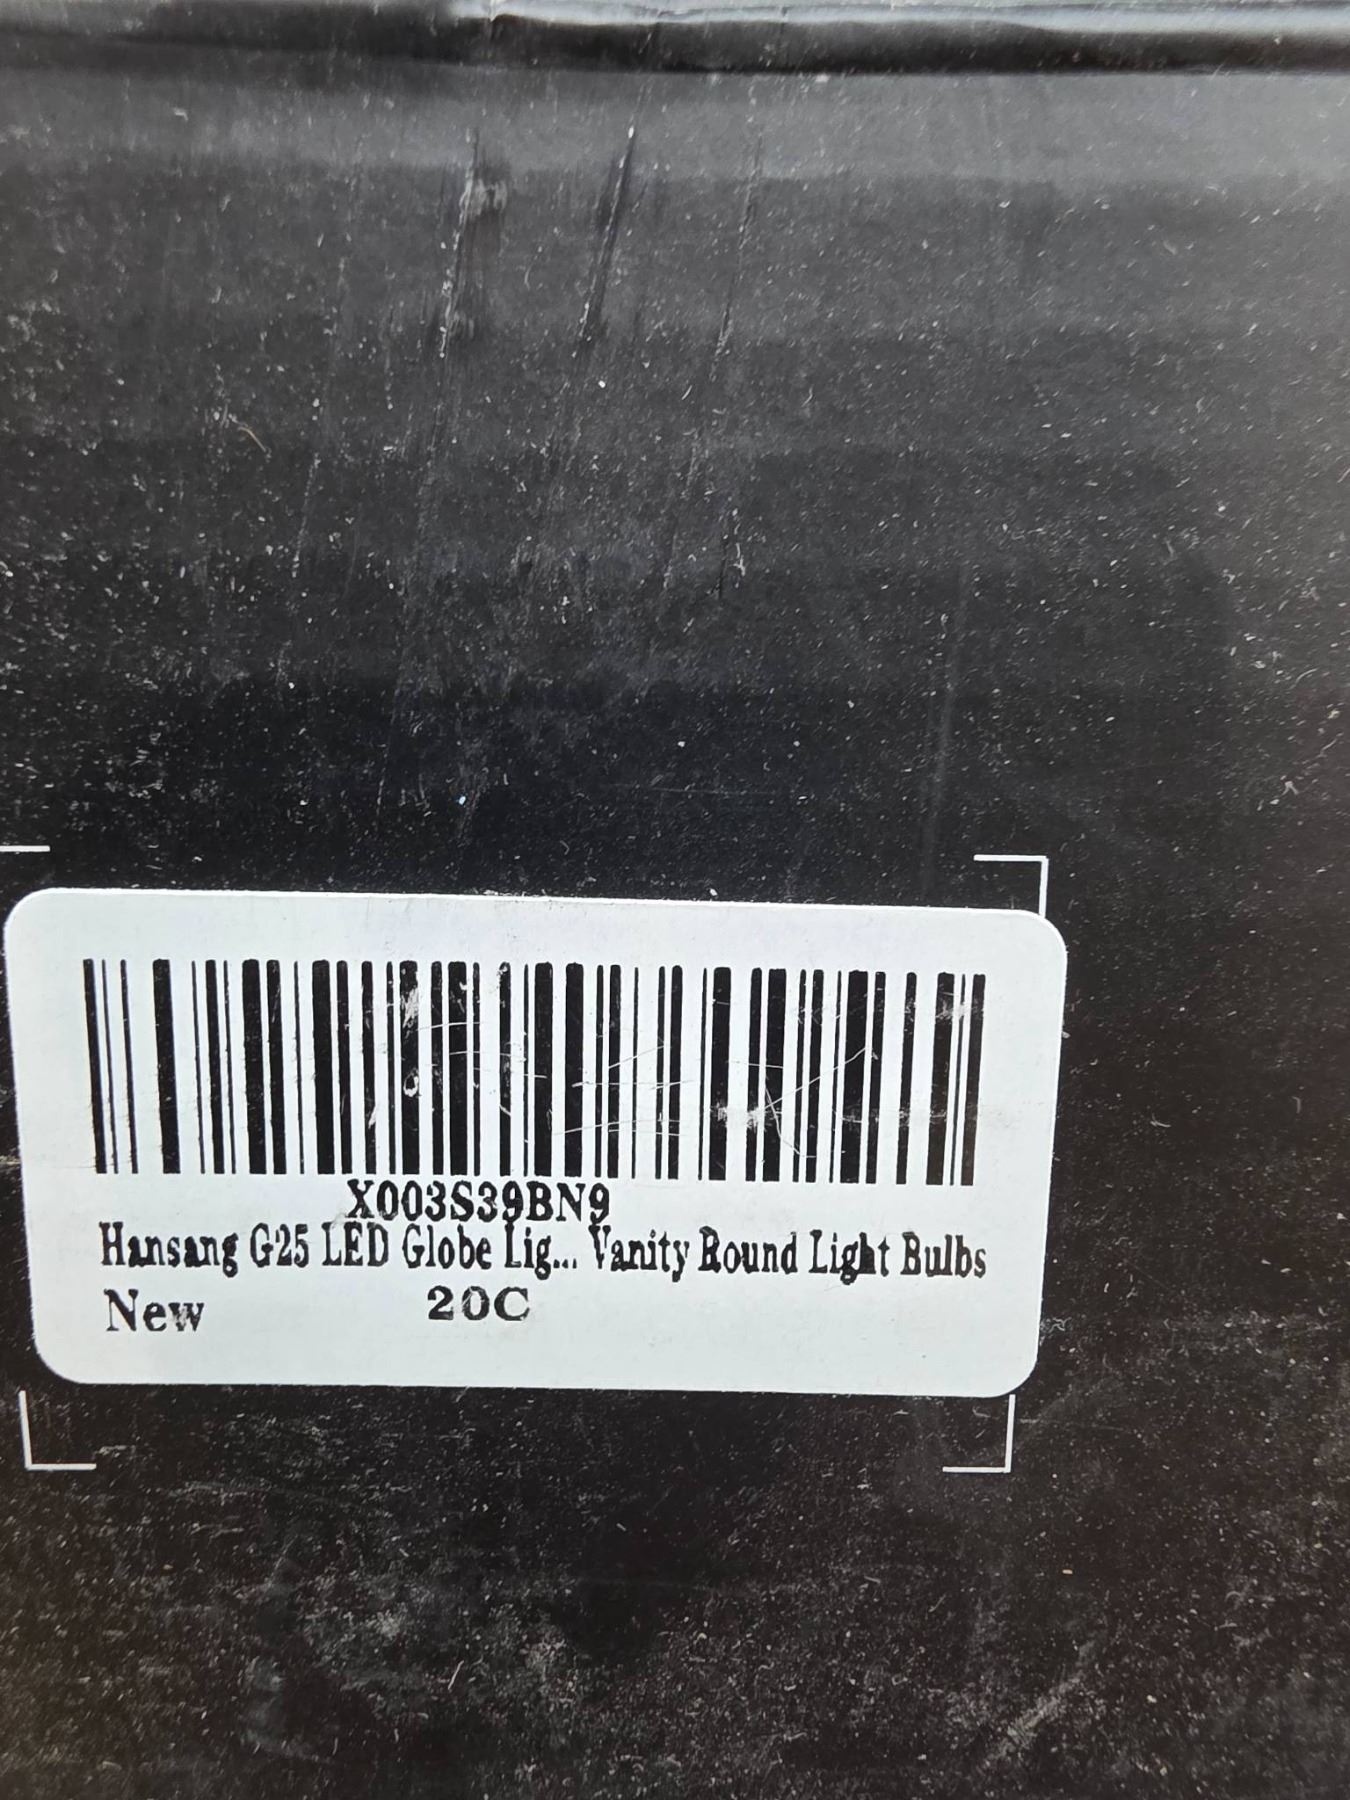 X003S39BN9
Hansang G25 LED Globe Lig... Vanity Round Light Bulbs
New 20C